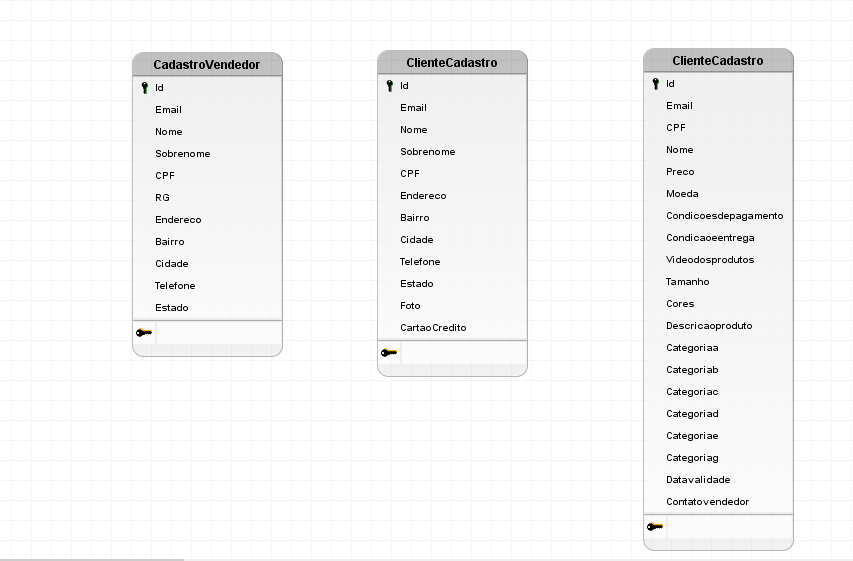 CadastroVendedor
Id
Email
Nome
Sobrenome
CPF
RG
Endereco
Bairro
Cidade
Telefone
Estado
ClienteCadastro
Id
Email
Nome
Sobrenome
CPF
Endereco
Bairro
Cidade
Telefone
Estado
Foto
CartaoCredito
ClienteCadastro
Id
Email
CPF
Nome
Preco
Moeda
Condicoesdepagamento
Condicaoeentrega
Videodosprodutos
Tamanho
Cores
Descricaoproduto
Categoriaa
Categoriab
Categoriac
Categoriad
Categoriae
Categoriag
Datavalidade
Contatovendedor